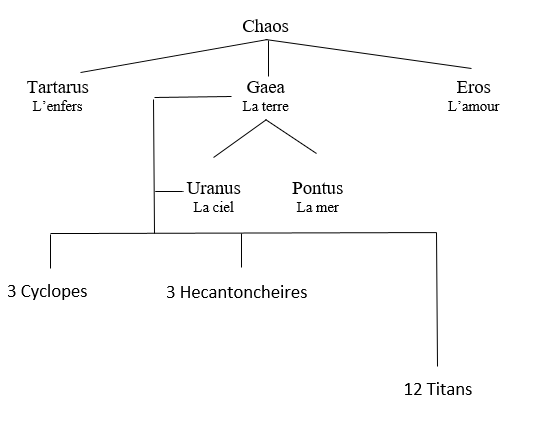 Chaos
Tartarus
L'enfers
Gaea
La terre
Eros
L'amour
Uranus
La ciel
Pontus
La mer
3 Cyclopes
3 Hecantoncheires
12 Titans